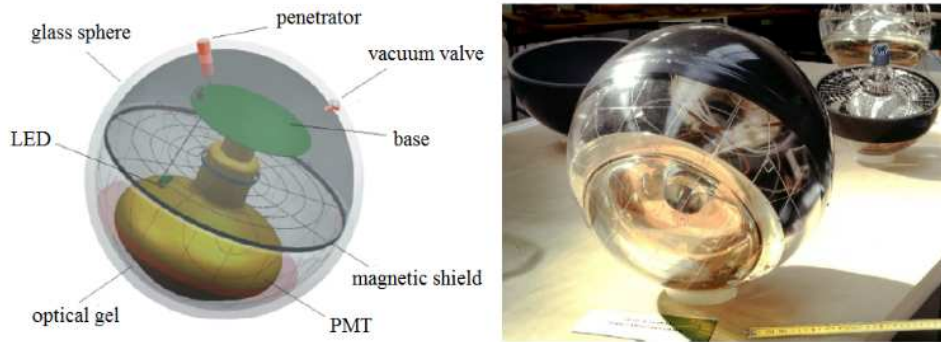 penetrator
glass sphere
vacuum valve
LED
base
magnetic shield
optical gel
PMT